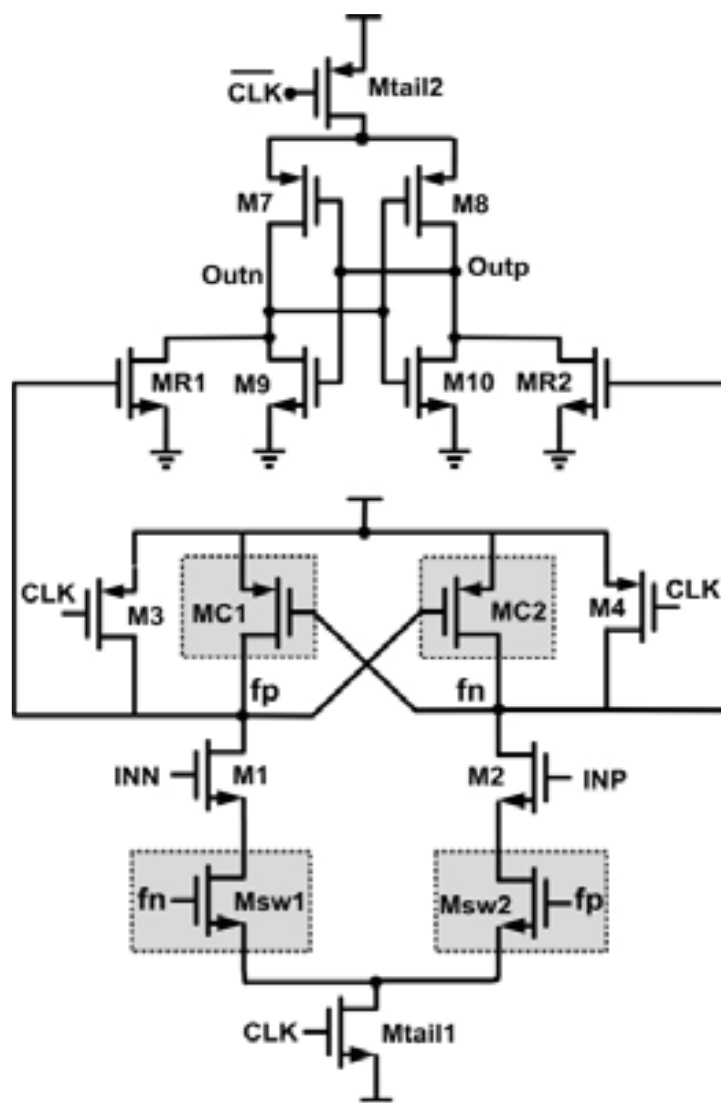 Mtail2
CLK
M7
M8
Outn
Outp
MR1
M9
M10
MR2
CLK
M3
MC1
MC2
M4
CLK
fp
fn
INN
M1
M2
INP
fn
Msw1
Msw2
fp
CLK
Mtail1